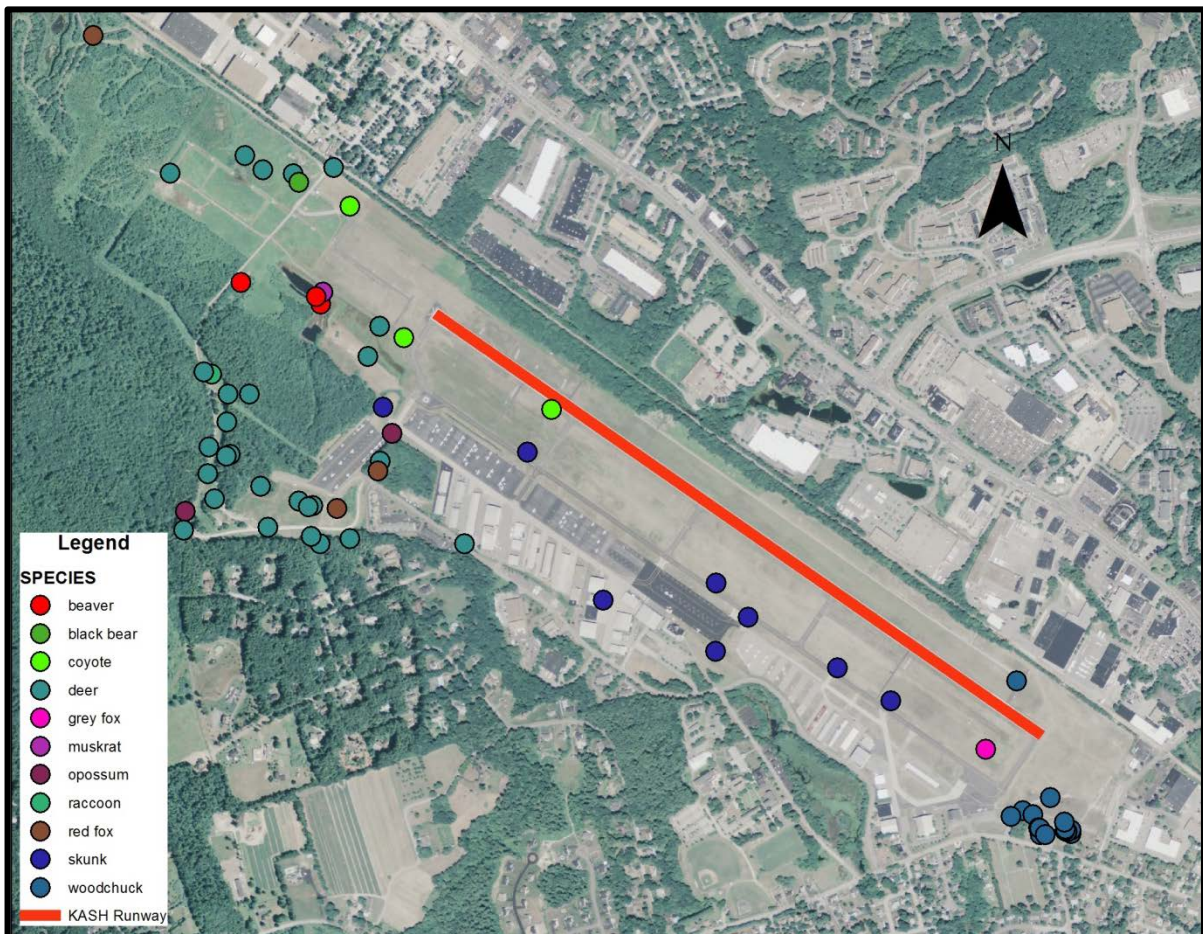 N
Legend
SPECIES
beaver
black bear
coyote
deer
grey fox
muskrat
opossum
raccoon
red fox
skunk
woodchuck
KASH Runway